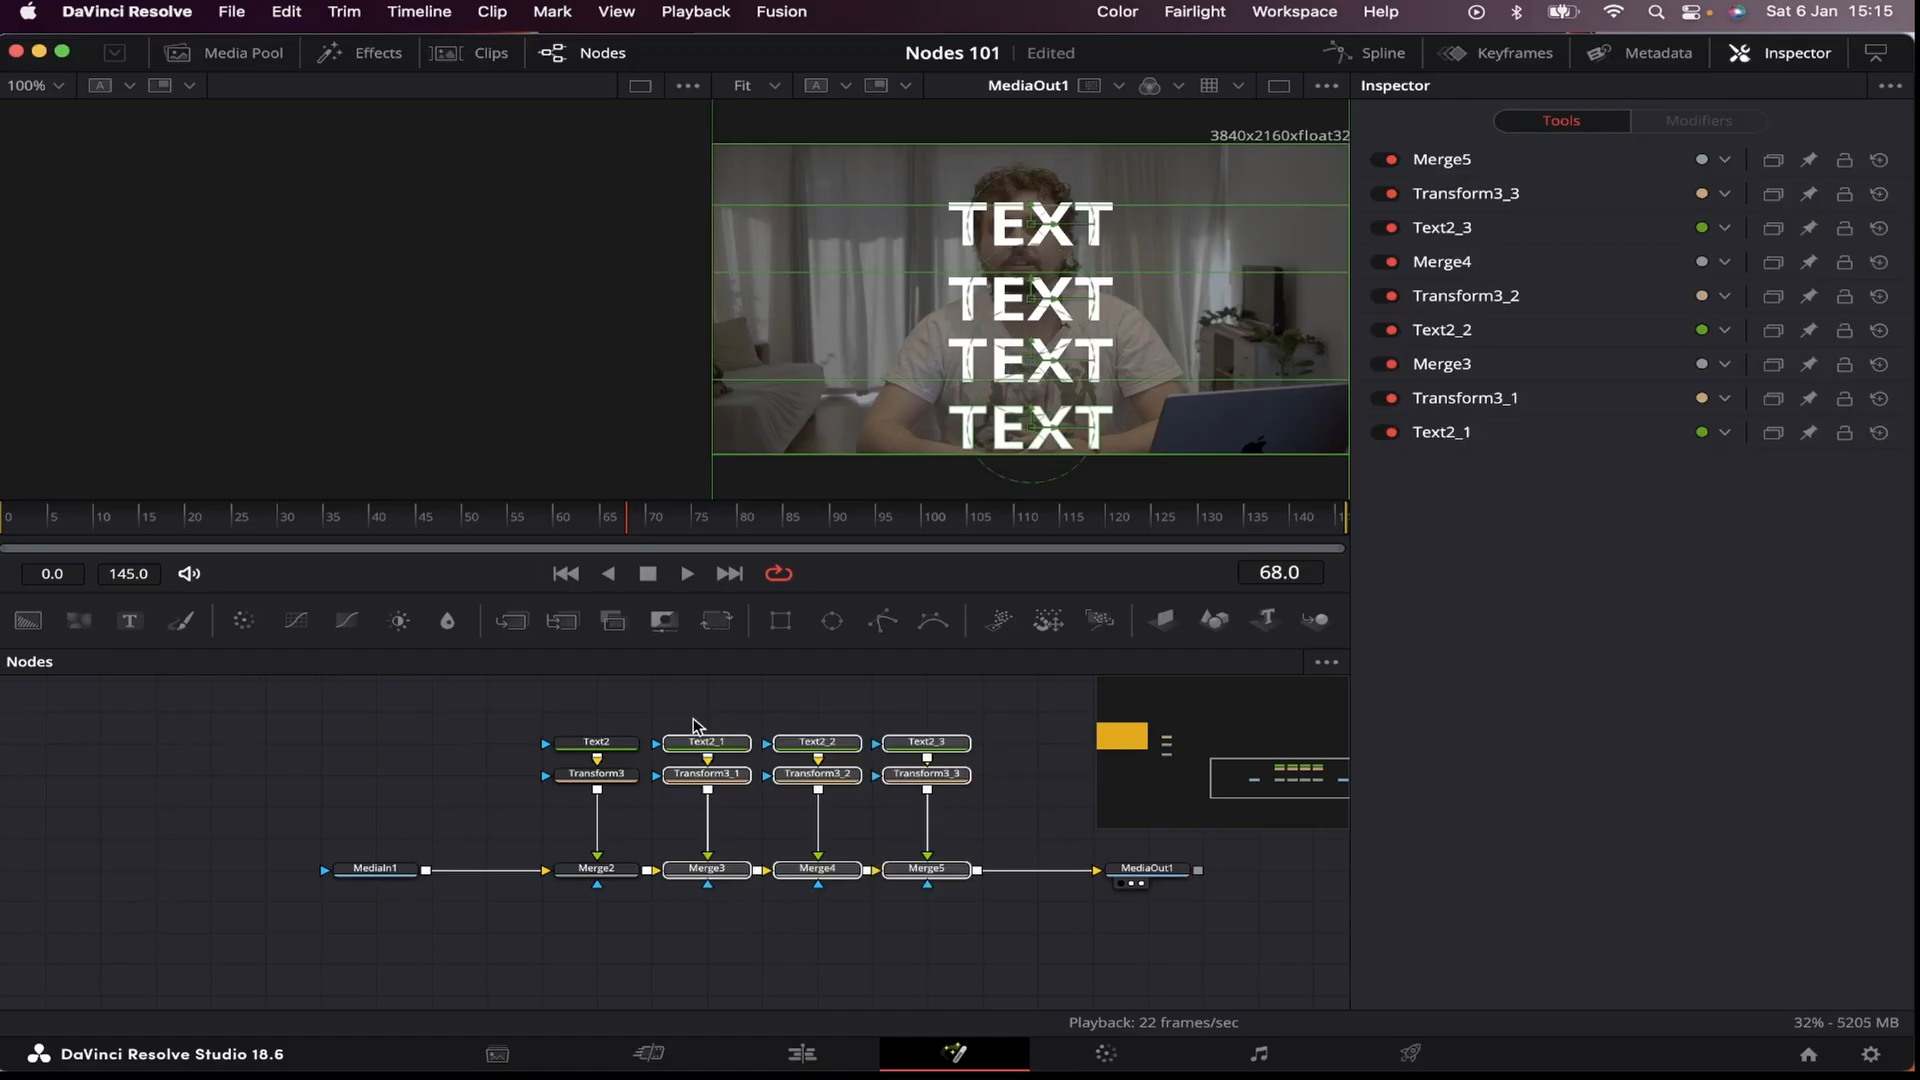 DaVinci Resolve File Edit Trim Timeline Clip Mark View Playback Fusion Color Fairlight Workspace Help Sat 6 Jan 15:15
Media Pool Effects Clips Nodes Nodes 101 Edited Spline Keyframes Metadata Inspector
100% A Fit A MediaOut1 Inspector
3840x2160xfloat32
Tools Modifiers
Merge5
Transform3_3
Text2_3
Merge4
Transform3_2
Text2_2
Merge3
Transform3_1
Text2_1
TEXT
TEXT
TEXT
TEXT
0 5 10 15 20 25 30 35 40 45 50 55 60 65 70 75 80 85 90 95 100 105 110 115 120 125 130 135 140 1
0.0 145.0 68.0
T T
Nodes
Text2 Text2_1 Text2_2 Text2_3
Transform3 Transform3_1 Transform3_2 Transform3_3
MediaIn1 Merge2 Merge3 Merge4 Merge5 MediaOut1
Playback: 22 frames/sec 32% - 5205 MB
DaVinci Resolve Studio 18.6